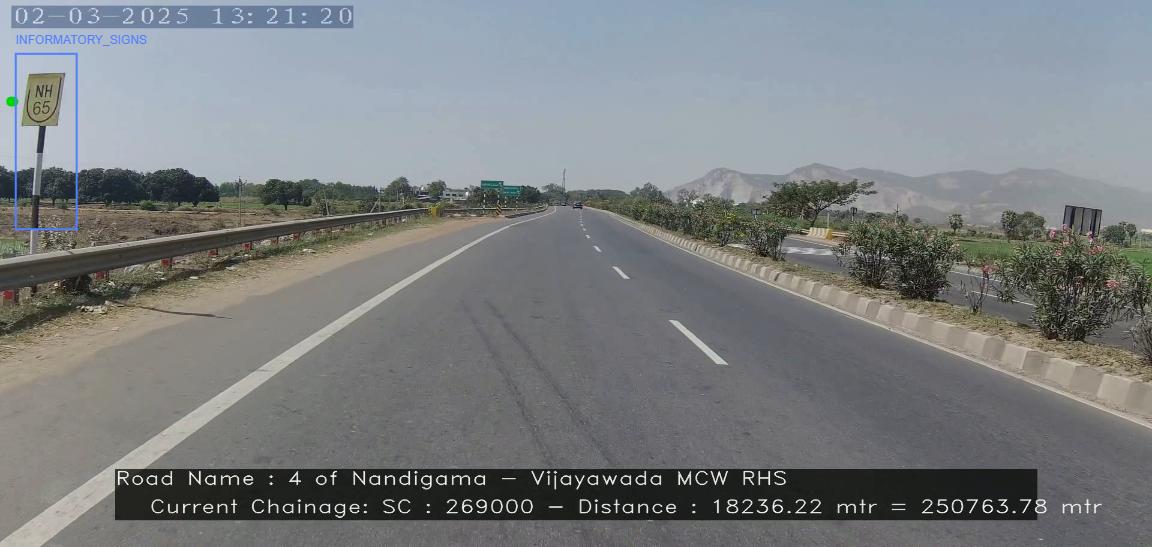 02-03-2025 13:21:20
INFORMATORY_SIGNS
NH
65
Road Name : 4 of Nandigama - Vijayawada MCW RHS
Current Chainage: SC : 269000 - Distance : 18236.22 mtr = 250763.78 mtr